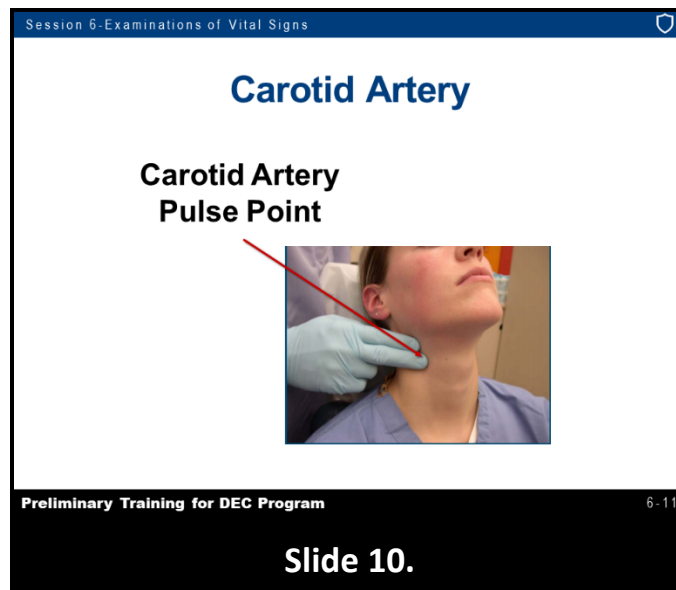 Session 6-Examinations of Vital Signs
Carotid Artery
Carotid Artery
Pulse Point
Preliminary Training for DEC Program
6-11
Slide 10.